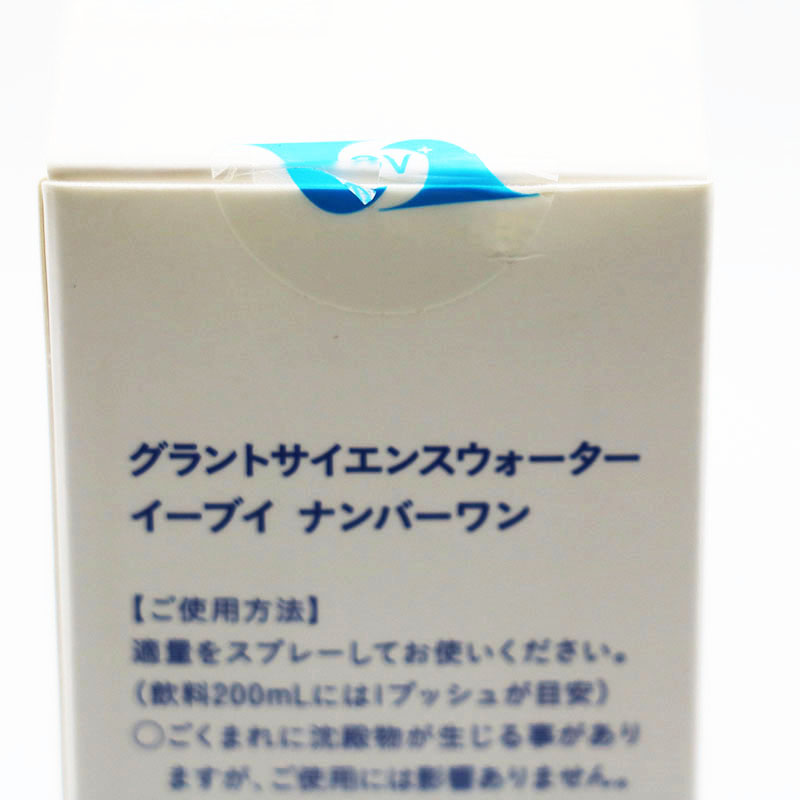 グラントサイエンスウォーター
イーブイ ナンバーワン
【ご使用方法】
適量をスプレーしてお使いください。
(飲料200mLには1プッシュが目安)
○ごくまれに沈殿物が生じる事があり
ますが、ご使用には影響ありません。